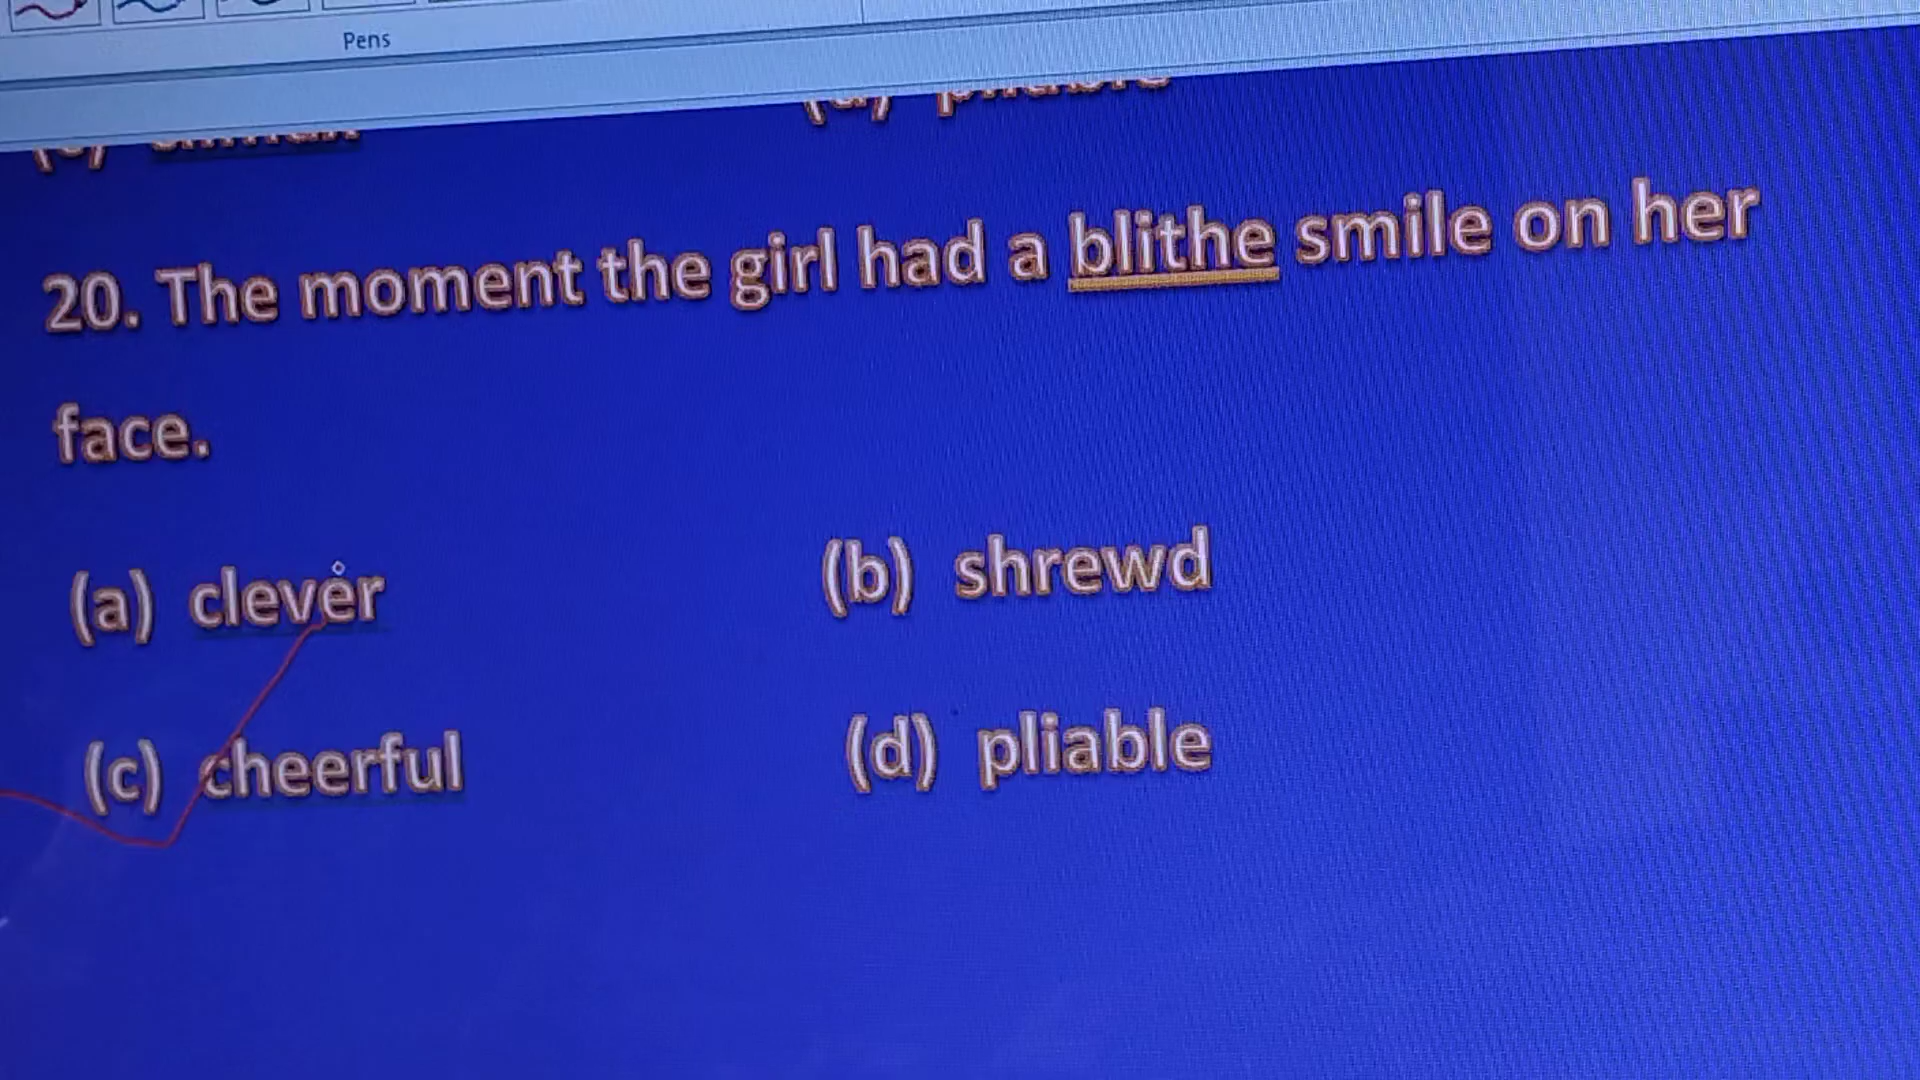 Pens
20. The moment the girl had a blithe smile on her
face.
(a) clever (b) shrewd
(c) cheerful (d) pliable